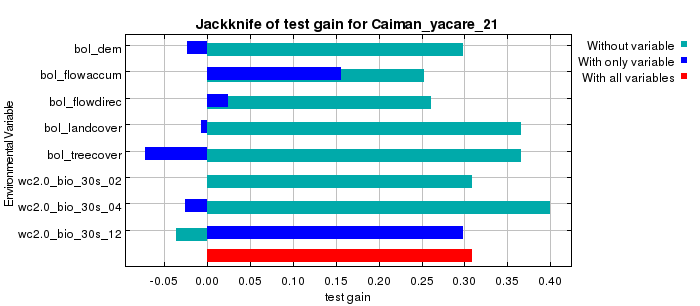 Jackknife of test gain for Caiman_yacare_21
Without variable
With only variable
With all variables
Environmental Variable
bol_dem
bol_flowaccum
bol_flowdirec
bol_landcover
bol_treecover
wc2.0_bio_30s_02
wc2.0_bio_30s_04
wc2.0_bio_30s_12
-0.05 0.00 0.05 0.10 0.15 0.20 0.25 0.30 0.35 0.40
test gain